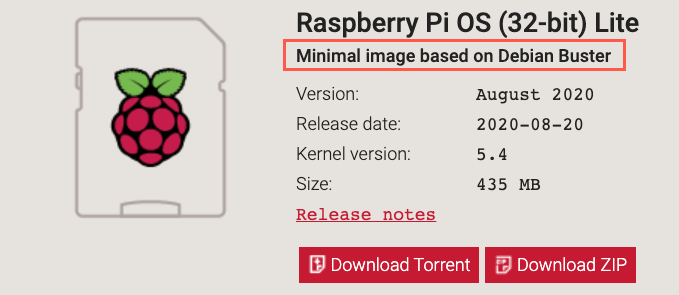 Raspberry Pi OS (32-bit) Lite
Minimal image based on Debian Buster
Version: August 2020
Release date: 2020-08-20
Kernel version: 5.4
Size: 435 MB
Release notes
Download Torrent Download ZIP